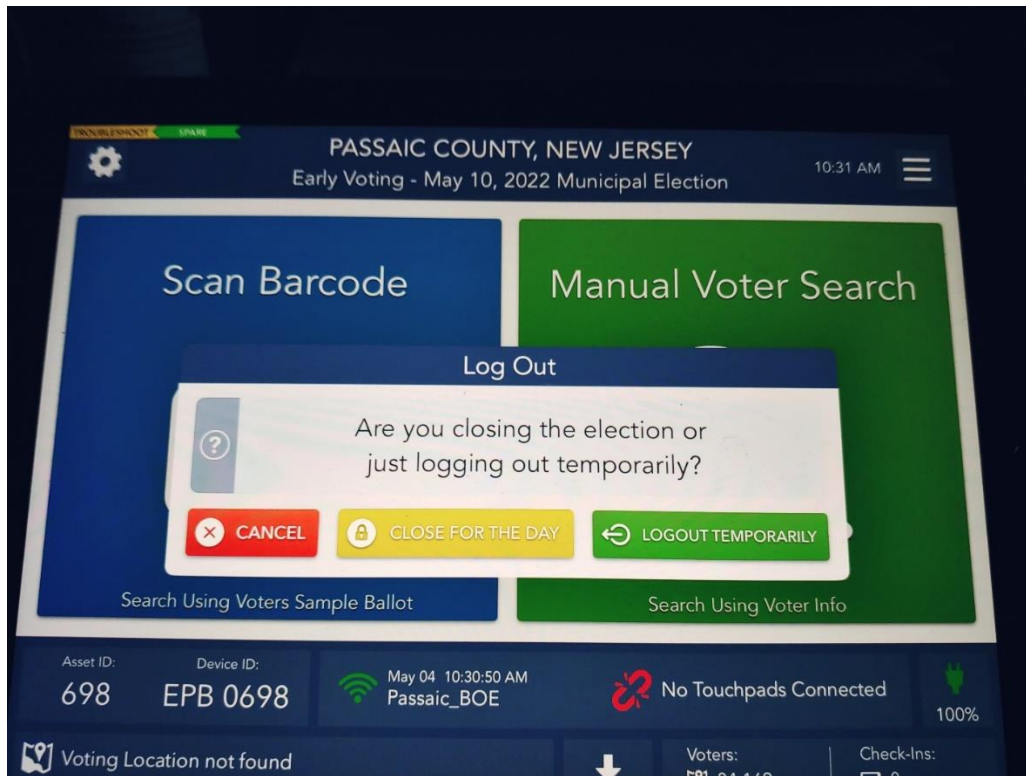 TROUBLESHOOT SPARE
PASSAIC COUNTY, NEW JERSEY
Early Voting - May 10, 2022 Municipal Election
10:31 AM
Scan Barcode
Manual Voter Search
Log Out
Are you closing the election or
just logging out temporarily?
CANCEL
CLOSE FOR THE DAY
LOGOUT TEMPORARILY
Search Using Voters Sample Ballot
Search Using Voter Info
Asset ID:
698
Device ID:
EPB 0698
May 04 10:30:50 AM
Passaic_BOE
No Touchpads Connected
100%
Voting Location not found
Voters:
Check-Ins: